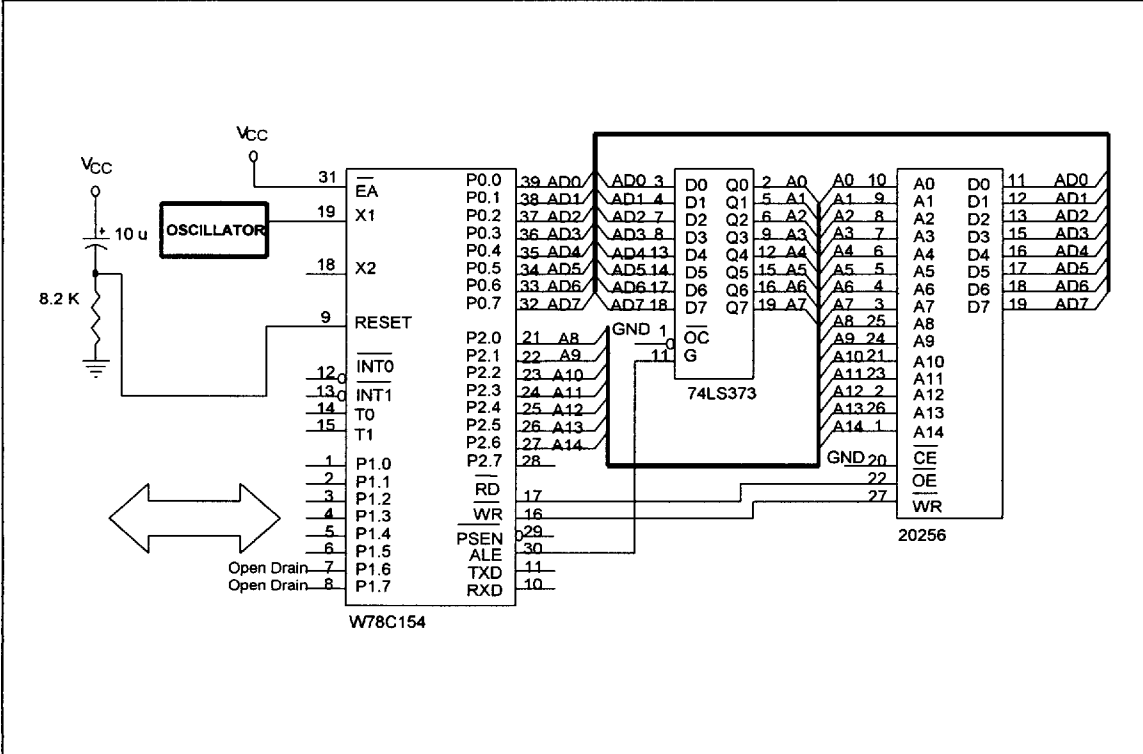 VCC
VCC
10 u
+
8.2 K
OSCILLATOR
31 EA
19 X1
18 X2
9 RESET
12 INT0
13 INT1
14 T0
15 T1
1 P1.0
2 P1.1
3 P1.2
4 P1.3
5 P1.4
6 P1.5
Open Drain 7 P1.6
Open Drain 8 P1.7
P0.0 39 AD0
P0.1 38 AD1
P0.2 37 AD2
P0.3 36 AD3
P0.4 35 AD4
P0.5 34 AD5
P0.6 33 AD6
P0.7 32 AD7
P2.0 21 A8
P2.1 22 A9
P2.2 23 A10
P2.3 24 A11
P2.4 25 A12
P2.5 26 A13
P2.6 27 A14
P2.7 28
RD 17
WR 16
PSEN 29
ALE 30
TXD 11
RXD 10
W78C154
AD0 3 D0 Q0 2 A0
AD1 4 D1 Q1 5 A1
AD2 7 D2 Q2 6 A2
AD3 8 D3 Q3 9 A3
AD4 13 D4 Q4 12 A4
AD5 14 D5 Q5 15 A5
AD6 17 D6 Q6 16 A6
AD7 18 D7 Q7 19 A7
GND 1 OC
11 G
74LS373
A0 10 A0 D0 11 AD0
A1 9 A1 D1 12 AD1
A2 8 A2 D2 13 AD2
A3 7 A3 D3 15 AD3
A4 6 A4 D4 16 AD4
A5 5 A5 D5 17 AD5
A6 4 A6 D6 18 AD6
A7 3 A7 D7 19 AD7
A8 25 A8
A9 24 A9
A10 21 A10
A11 23 A11
A12 2 A12
A13 26 A13
A14 1 A14
GND 20 CE
22 OE
27 WR
20256